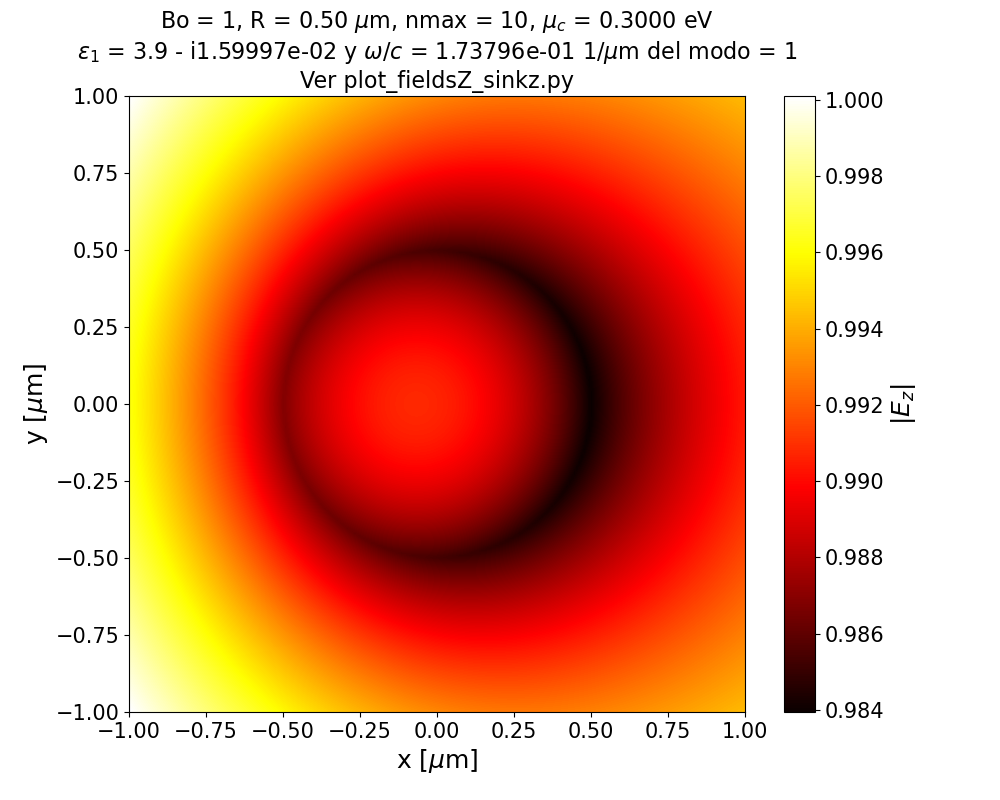 Bo = 1, R = 0.50 μm, nmax = 10, μc = 0.3000 eV
ε1 = 3.9 - i1.59997e-02 y ω/c = 1.73796e-01 1/μm del modo = 1
Ver plot_fieldsZ_sinkz.py
1.00
0.75
0.50
0.25
0.00
−0.25
−0.50
−0.75
−1.00
y [μm]
−1.00 −0.75 −0.50 −0.25 0.00 0.25 0.50 0.75 1.00
x [μm]
1.000
0.998
0.996
0.994
0.992
0.990
0.988
0.986
0.984
|Ez|